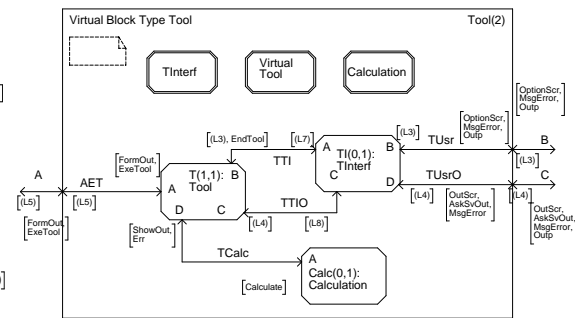 Virtual Block Type Tool
Tool(2)
TInterf
Virtual
Tool
Calculation
[OptionScr,
MsgError,
Outp]
[OptionScr,
MsgError,
Outp]
[(L3), EndTool]
[(L7)]
[(L3)]
TUsr
B
[(L3)]
A
TI(0,1):
TInterf
B
C
D
TTI
[FormOut,
ExeTool]
T(1,1):
Tool
B
A
D
C
A
AET
[(L5)]
[(L5)]
[FormOut,
ExeTool]
TUsrO
C
[(L4)]
[OutScr,
AskSvOut,
MsgError]
[(L4)]
[OutScr,
AskSvOut,
MsgError,
Outp]
TTIO
[(L4)]
[(L8)]
[ShowOut,
Err]
TCalc
[Calculate]
A
Calc(0,1):
Calculation